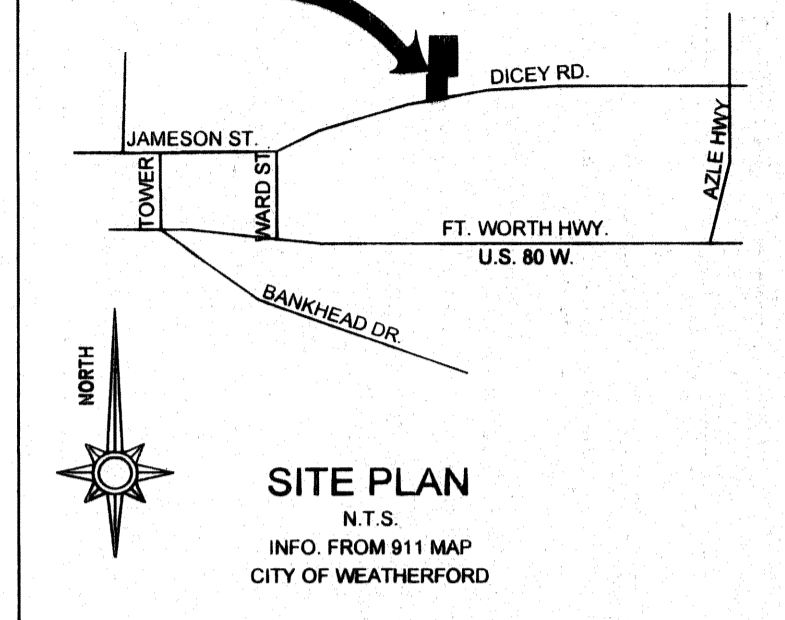 DICEY RD.
JAMESON ST.
TOWER
WARD ST.
AZLE HWY
FT. WORTH HWY.
U.S. 80 W.
BANKHEAD DR.
NORTH
SITE PLAN
N.T.S.
INFO. FROM 911 MAP
CITY OF WEATHERFORD